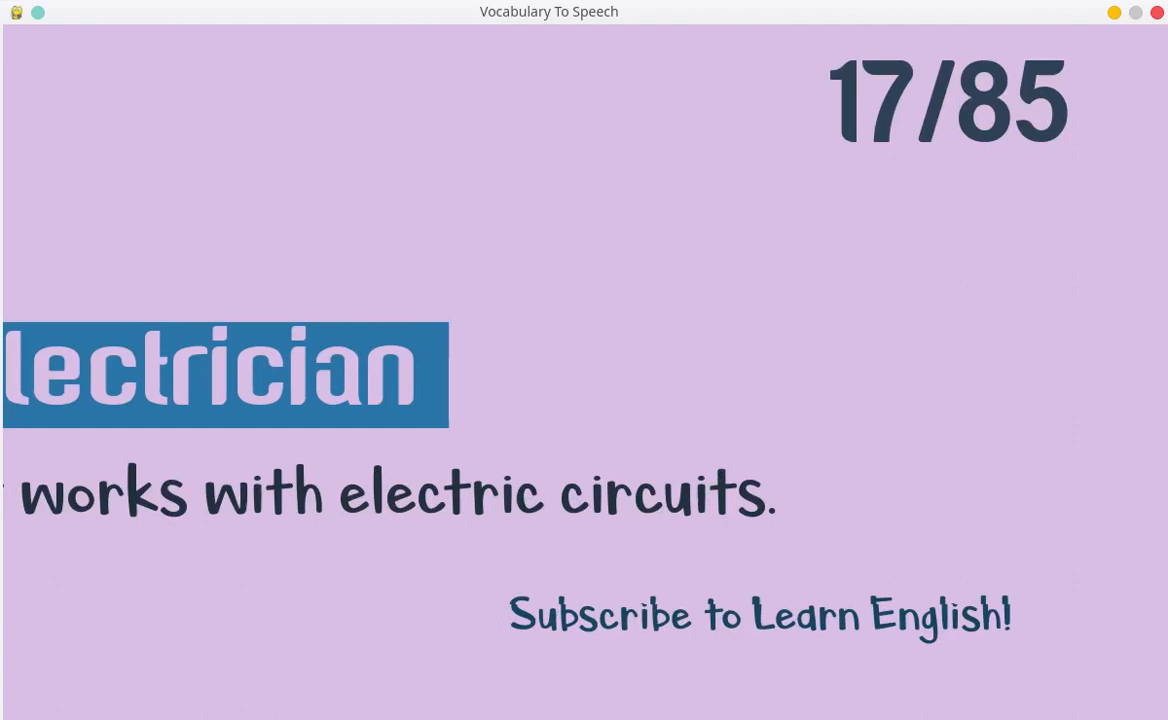 Vocabulary To Speech
17/85
lectrician
works with electric circuits.
Subscribe to Learn English!